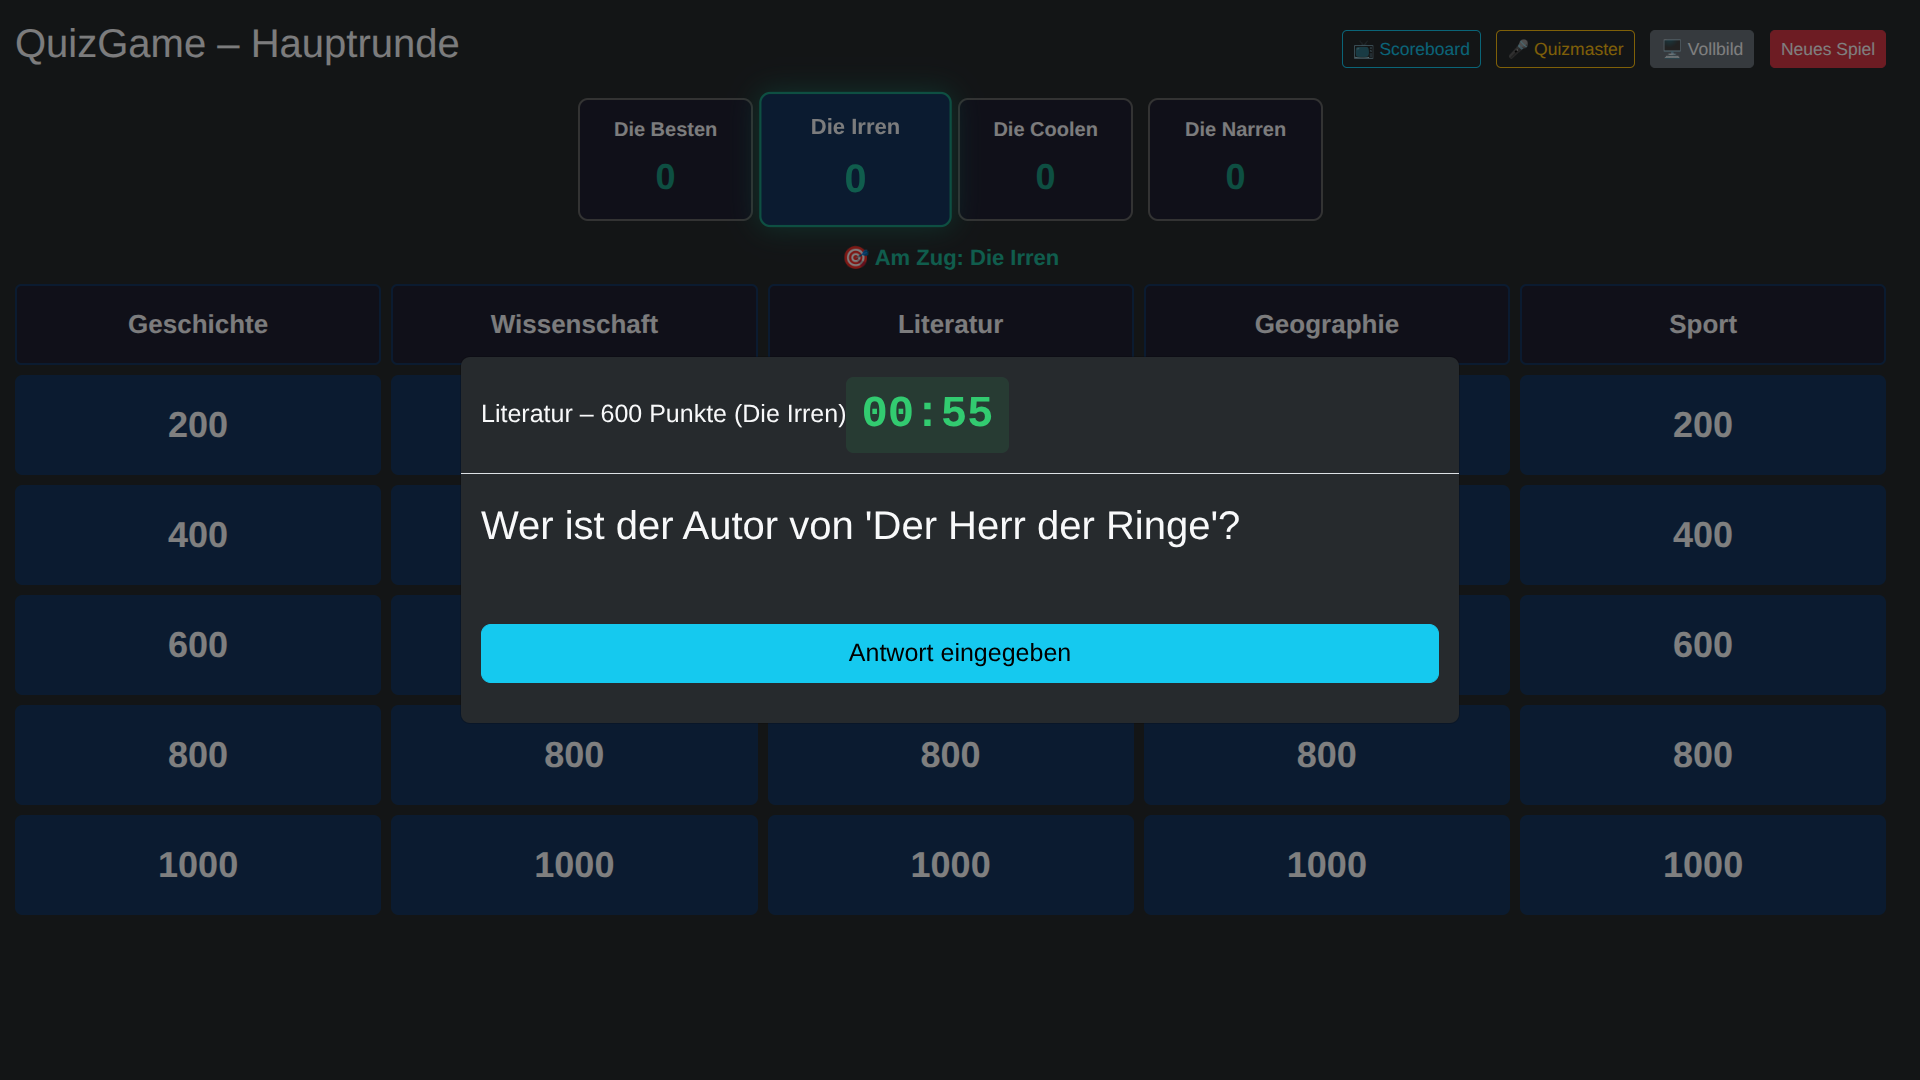 QuizGame – Hauptrunde
📺 Scoreboard
🎤 Quizmaster
🖥️ Vollbild
Neues Spiel
Die Besten
0
Die Irren
0
Die Coolen
0
Die Narren
0
🎯 Am Zug: Die Irren
Geschichte
Wissenschaft
Literatur
Geographie
Sport
200
200
Literatur – 600 Punkte (Die Irren)
00:55
400
400
Wer ist der Autor von 'Der Herr der Ringe'?
600
600
Antwort eingegeben
800
800
800
800
800
1000
1000
1000
1000
1000